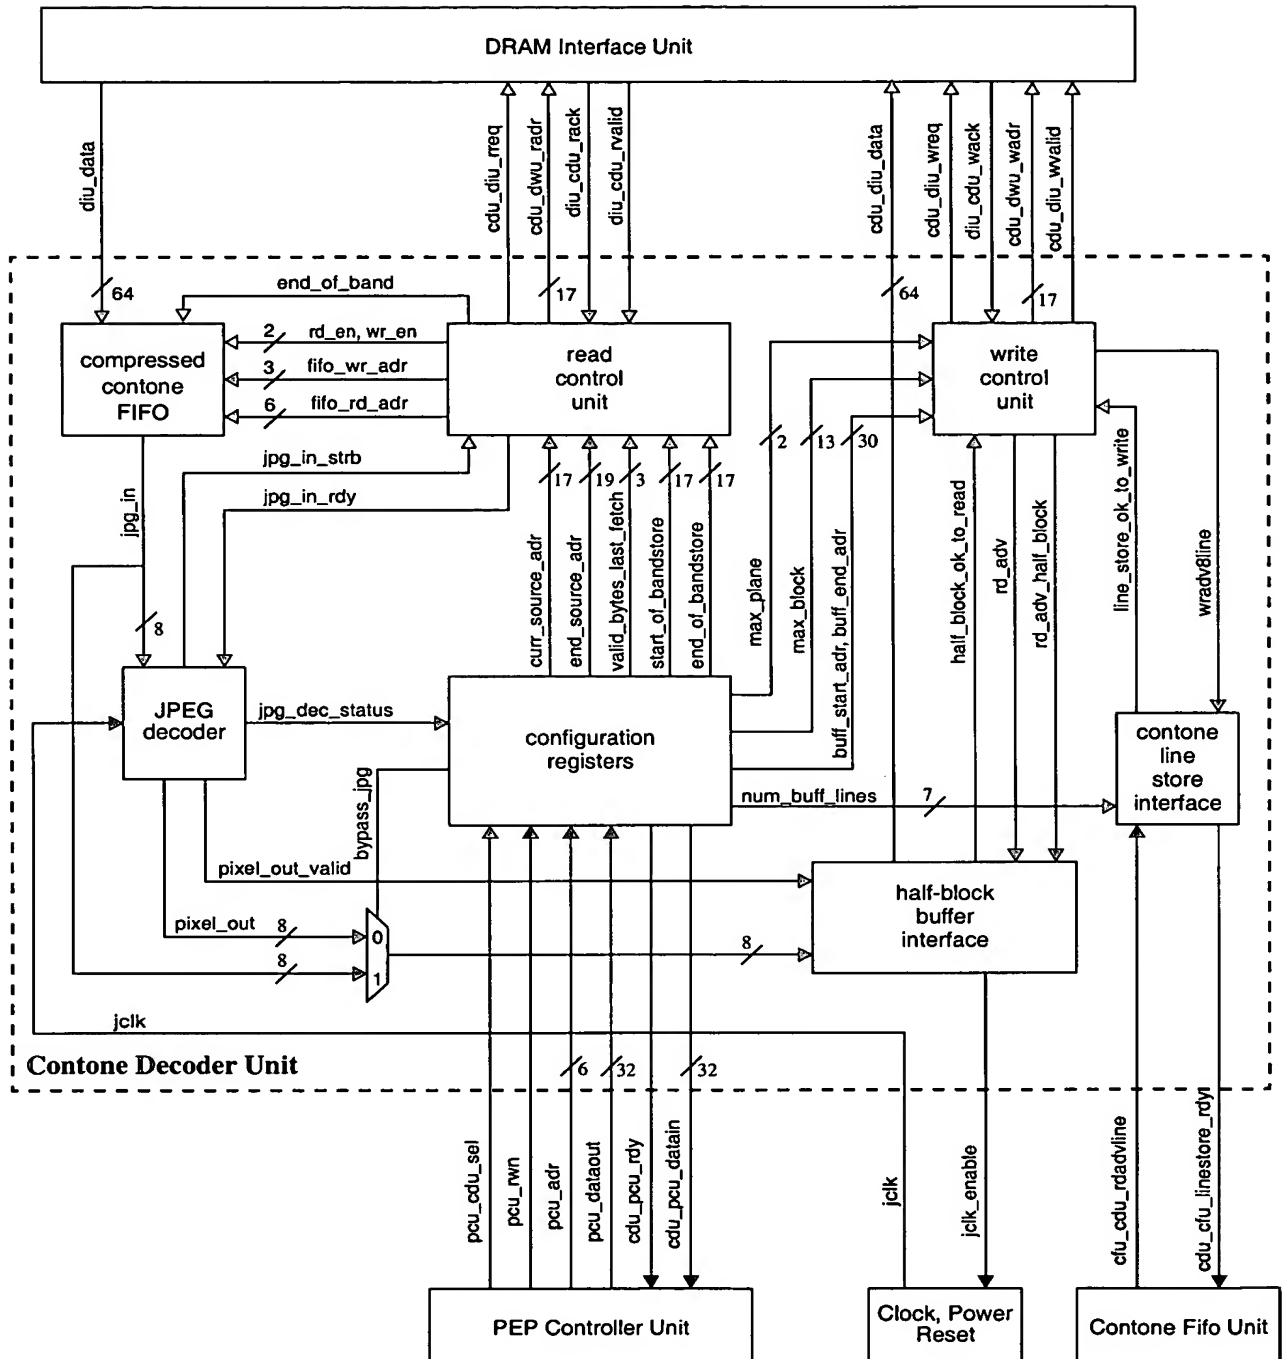 DRAM Interface Unit
diu_data
cdu_diu_rreq
cdu_dwu_radr
diu_cdu_rack
diu_cdu_rvalid
cdu_diu_data
cdu_diu_wreq
diu_cdu_wack
cdu_dwu_wadr
cdu_diu_wvalid
64
end_of_band
17
64
17
compressed
contone
FIFO
2
rd_en, wr_en
3
fifo_wr_adr
6
fifo_rd_adr
read
control
unit
write
control
unit
2
13
30
jpg_in
jpg_in_strb
jpg_in_rdy
17
19
3
17
17
curr_source_adr
end_source_adr
valid_bytes_last_fetch
start_of_bandstore
end_of_bandstore
max_plane
max_block
buff_start_adr, buff_end_adr
half_block_ok_to_read
rd_adv
rd_adv_half_block
line_store_ok_to_write
wradv8line
8
JPEG
decoder
jpg_dec_status
configuration
registers
contone
line
store
interface
bypass_jpg
num_buff_lines
7
pixel_out_valid
pixel_out
8
0
8
1
8
half-block
buffer
interface
jclk
Contone Decoder Unit
6
32
32
pcu_cdu_sel
pcu_rwn
pcu_adr
pcu_dataout
cdu_pcu_rdy
cdu_pcu_datain
jclk
jclk_enable
cfu_cdu_rdadvline
cdu_cfu_linestore_rdy
PEP Controller Unit
Clock, Power
Reset
Contone Fifo Unit